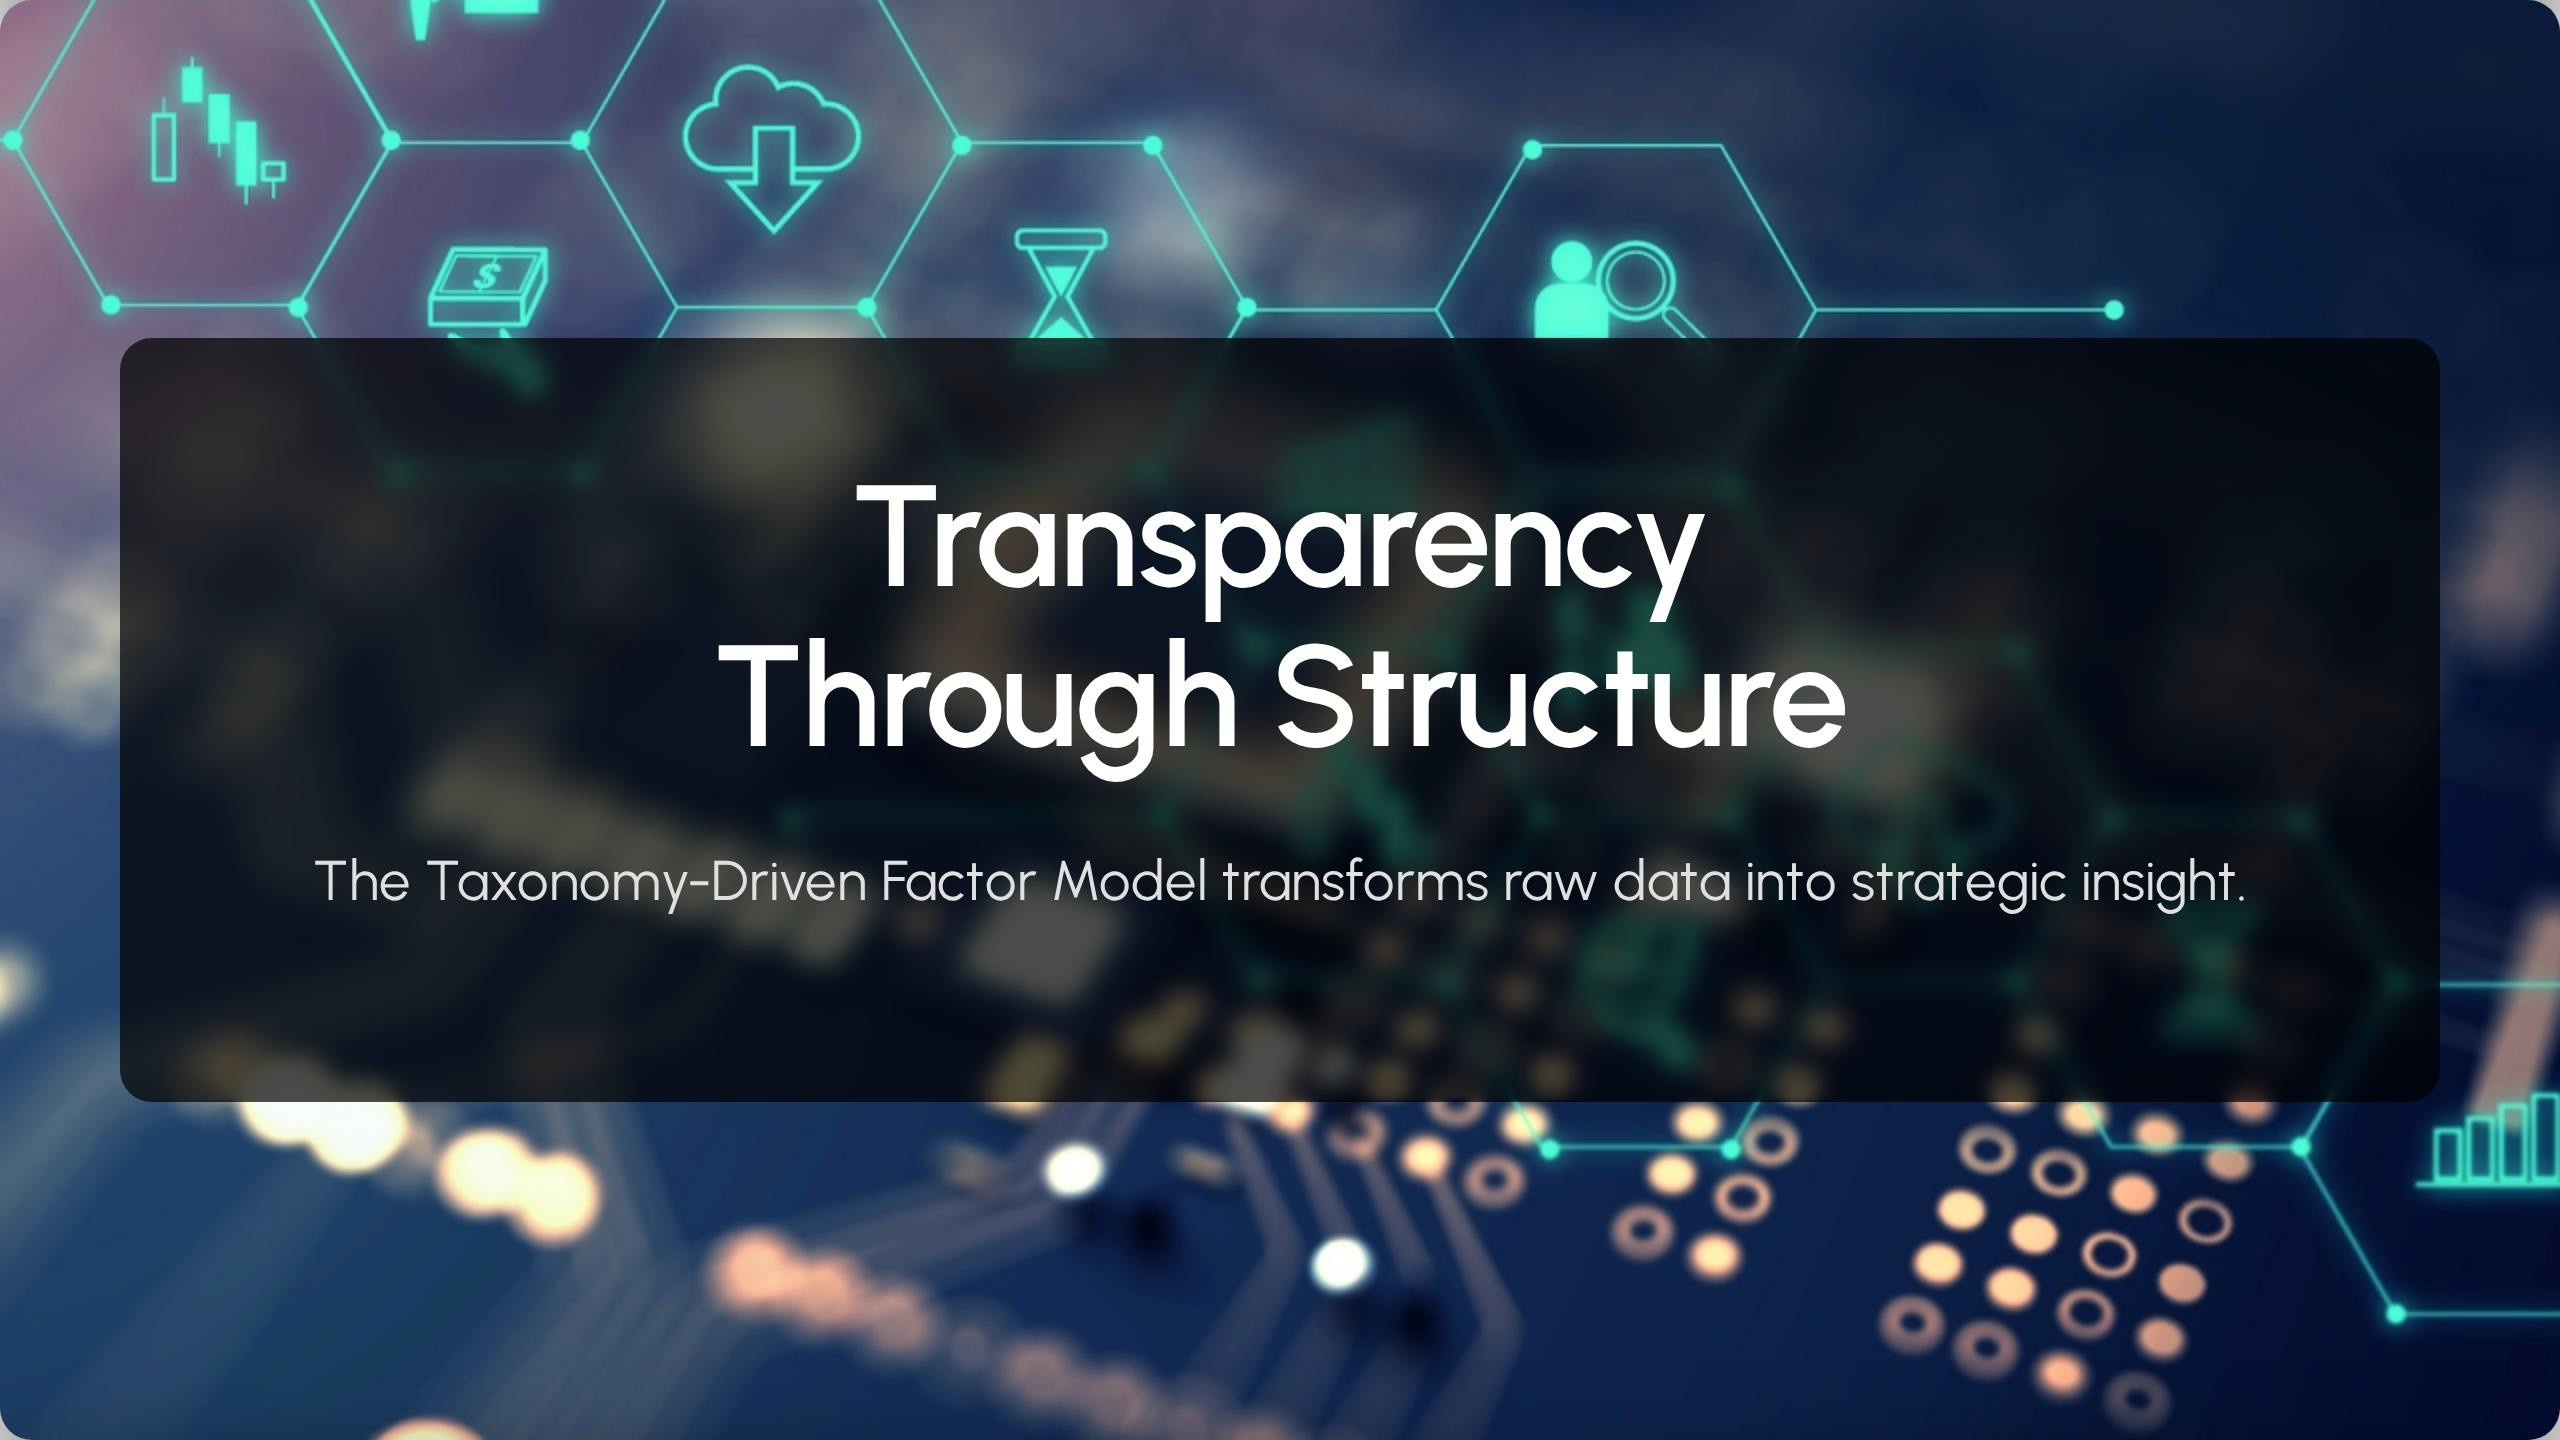 $
Transparency
Through Structure
The Taxonomy-Driven Factor Model transforms raw data into strategic insight.